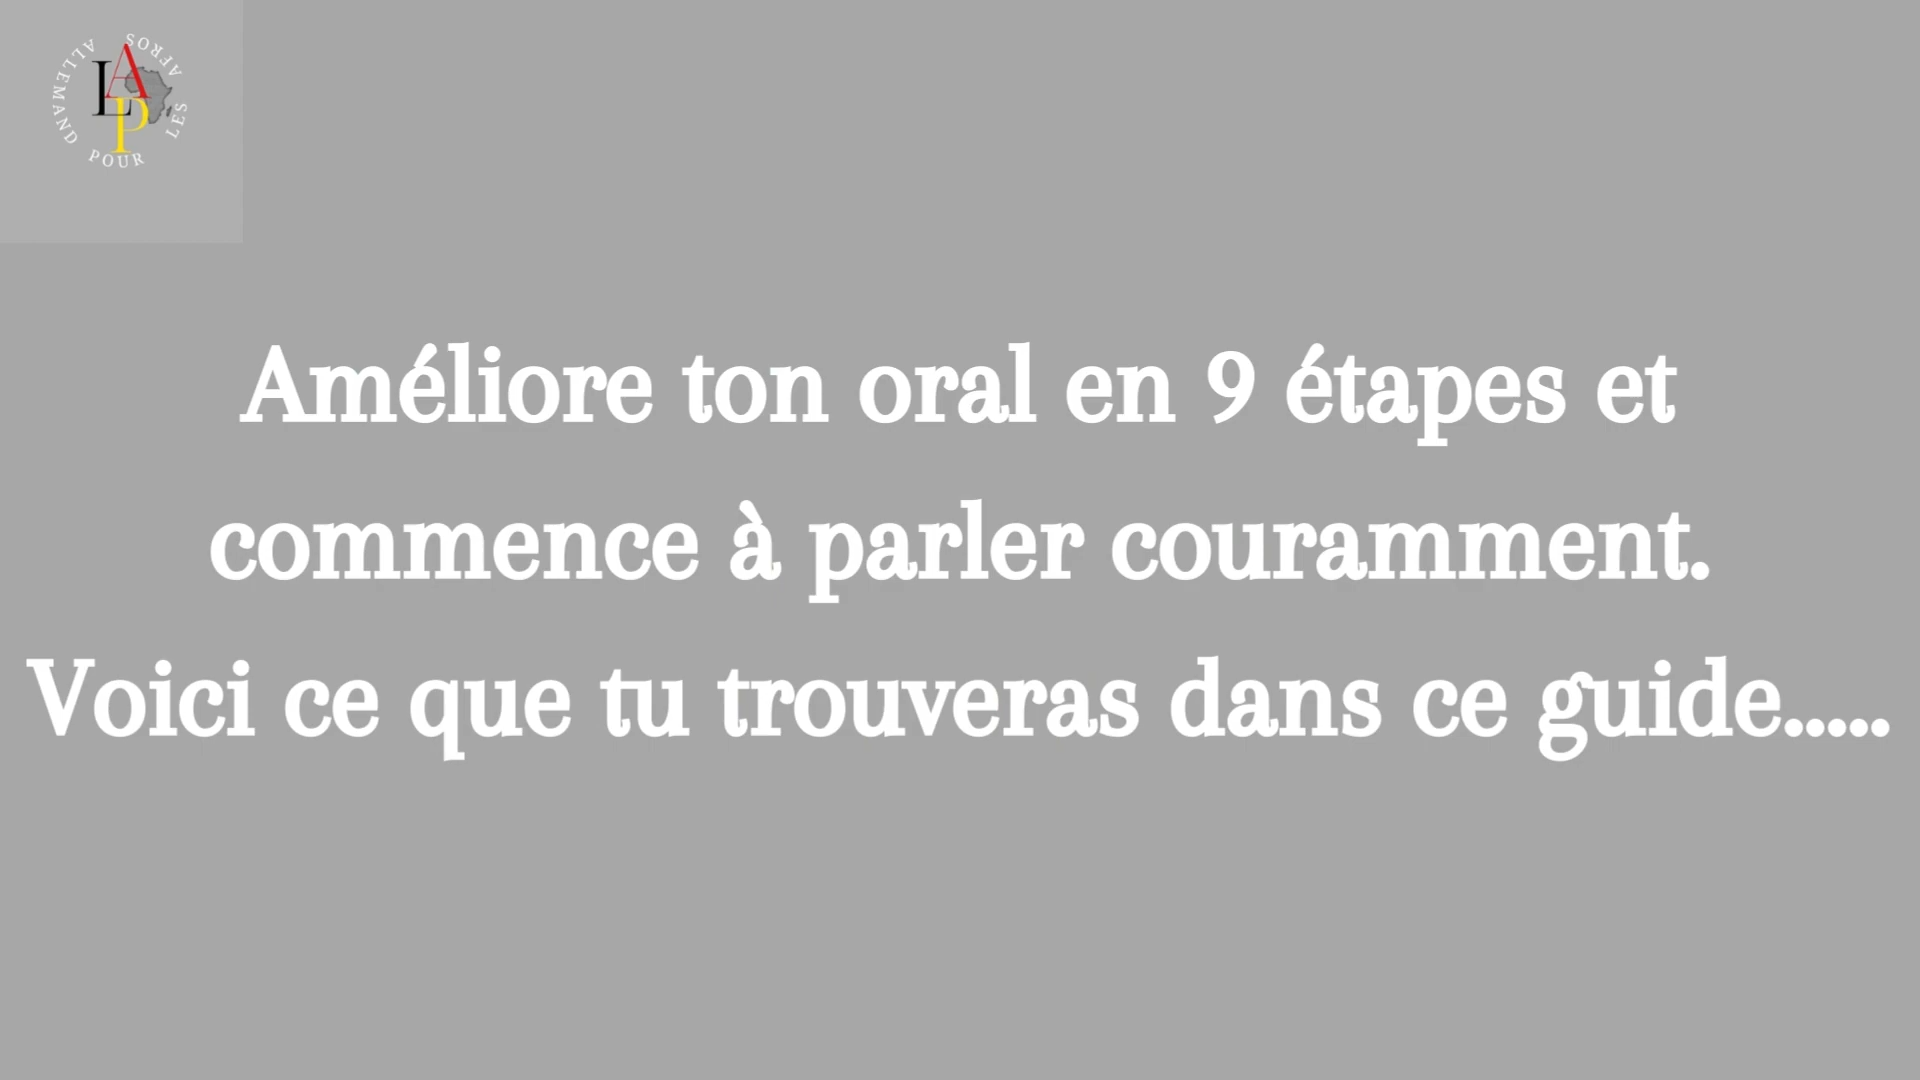 ALLEMAND POUR LES AFROS
LAP
Améliore ton oral en 9 étapes et
commence à parler couramment.
Voici ce que tu trouveras dans ce guide.....